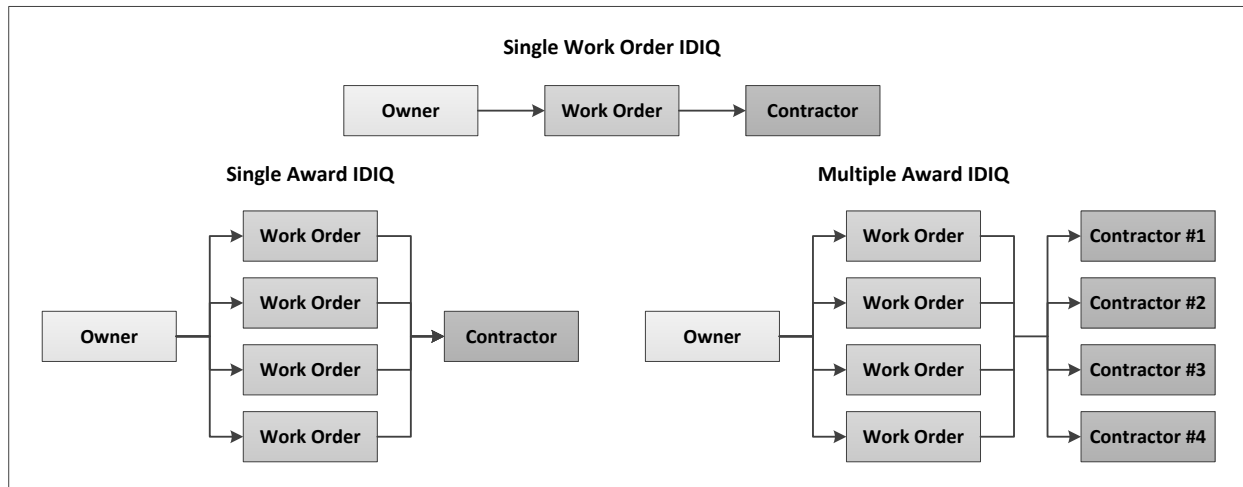 Single Work Order IDIQ
Owner
Work Order
Contractor
Single Award IDIQ
Owner
Work Order
Work Order
Work Order
Work Order
Contractor
Multiple Award IDIQ
Owner
Work Order
Work Order
Work Order
Work Order
Contractor #1
Contractor #2
Contractor #3
Contractor #4